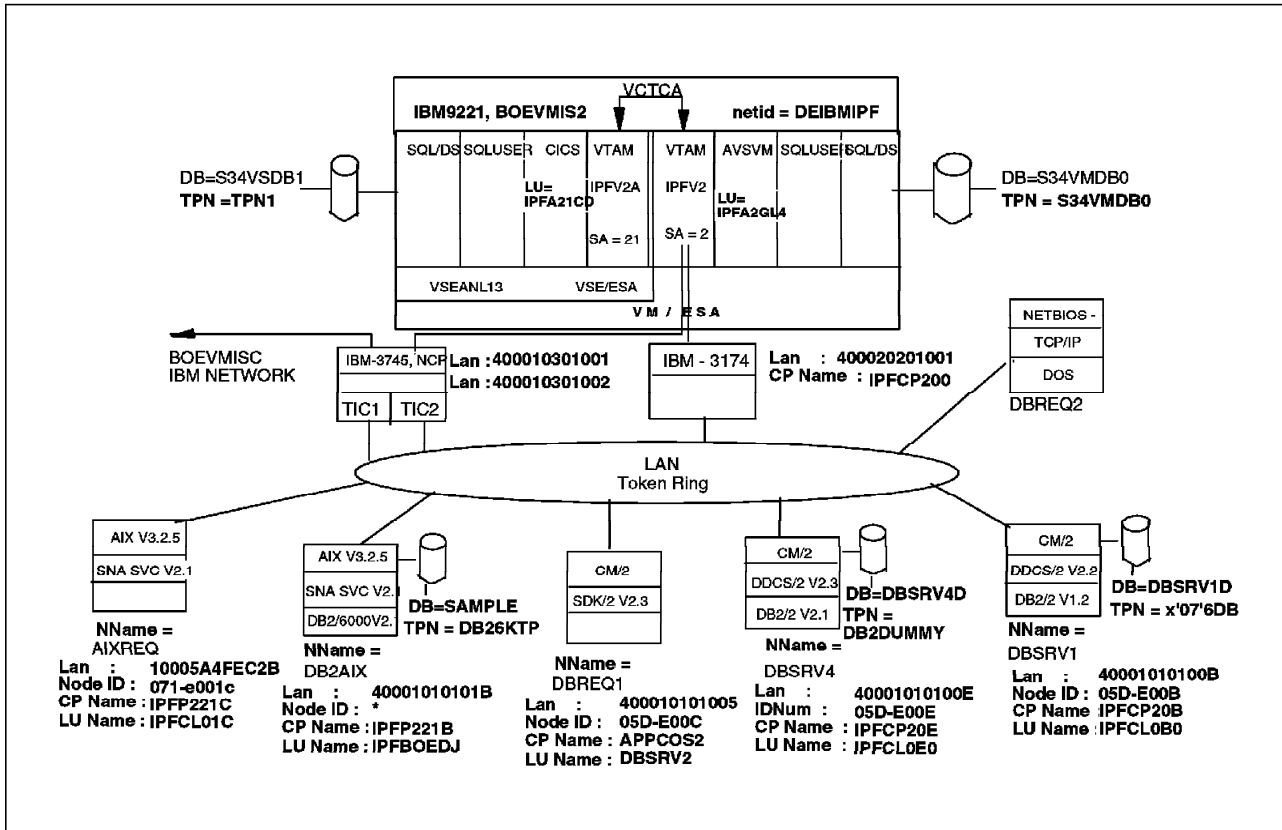 VCTCA
IBM9221, BOEVMIS2
netid = DEIBMIPF
SQL/DS
SQLUSER
CICS
VTAM
VTAM
AVSVM
SQLUSER
SQL/DS
DB=S34VSDB1
TPN =TPN1
LU=
IPFA21CD
IPFV2A
IPFV2
LU=
IPFA2GL4
DB=S34VMDB0
TPN = S34VMDB0
SA = 21
SA = 2
VSEANL13
VSE/ESA
VM / ESA
BOEVMISC
IBM NETWORK
IBM-3745, NCP
TIC1
TIC2
Lan :400010301001
Lan :400010301002
IBM - 3174
Lan : 400020201001
CP Name : IPFCP200
NETBIOS -
TCP/IP
DOS
DBREQ2
LAN
Token Ring
AIX V3.2.5
SNA SVC V2.1
NName =
AIXREQ
Lan : 10005A4FEC2B
Node ID : 071-e001c
CP Name : IPFP221C
LU Name : IPFCL01C
AIX V3.2.5
SNA SVC V2.1
DB2/6000V2.
DB=SAMPLE
TPN = DB26KTP
NName =
DB2AIX
Lan : 40001010101B
Node ID : *
CP Name : IPFP221B
LU Name : IPFBOEDJ
CM/2
SDK/2 V2.3
NName =
DBREQ1
Lan : 400010101005
Node ID : 05D-E00C
CP Name : APPCOS2
LU Name : DBSRV2
CM/2
DDCS/2 V2.3
DB2/2 V2.1
DB=DBSRV4D
TPN =
DB2DUMMY
NName =
DBSRV4
Lan : 40001010100E
IDNum : 05D-E00E
CP Name : IPFCP20E
LU Name : IPFCL0E0
CM/2
DDCS/2 V2.2
DB2/2 V1.2
DB=DBSRV1D
TPN = x'07'6DB
NName =
DBSRV1
Lan : 40001010100B
Node ID : 05D-E00B
CP Name : IPFCP20B
LU Name : IPFCL0B0